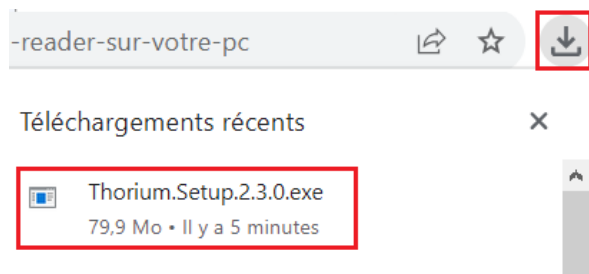 -reader-sur-votre-pc
Téléchargements récents
Thorium.Setup.2.3.0.exe
79,9 Mo • Il y a 5 minutes